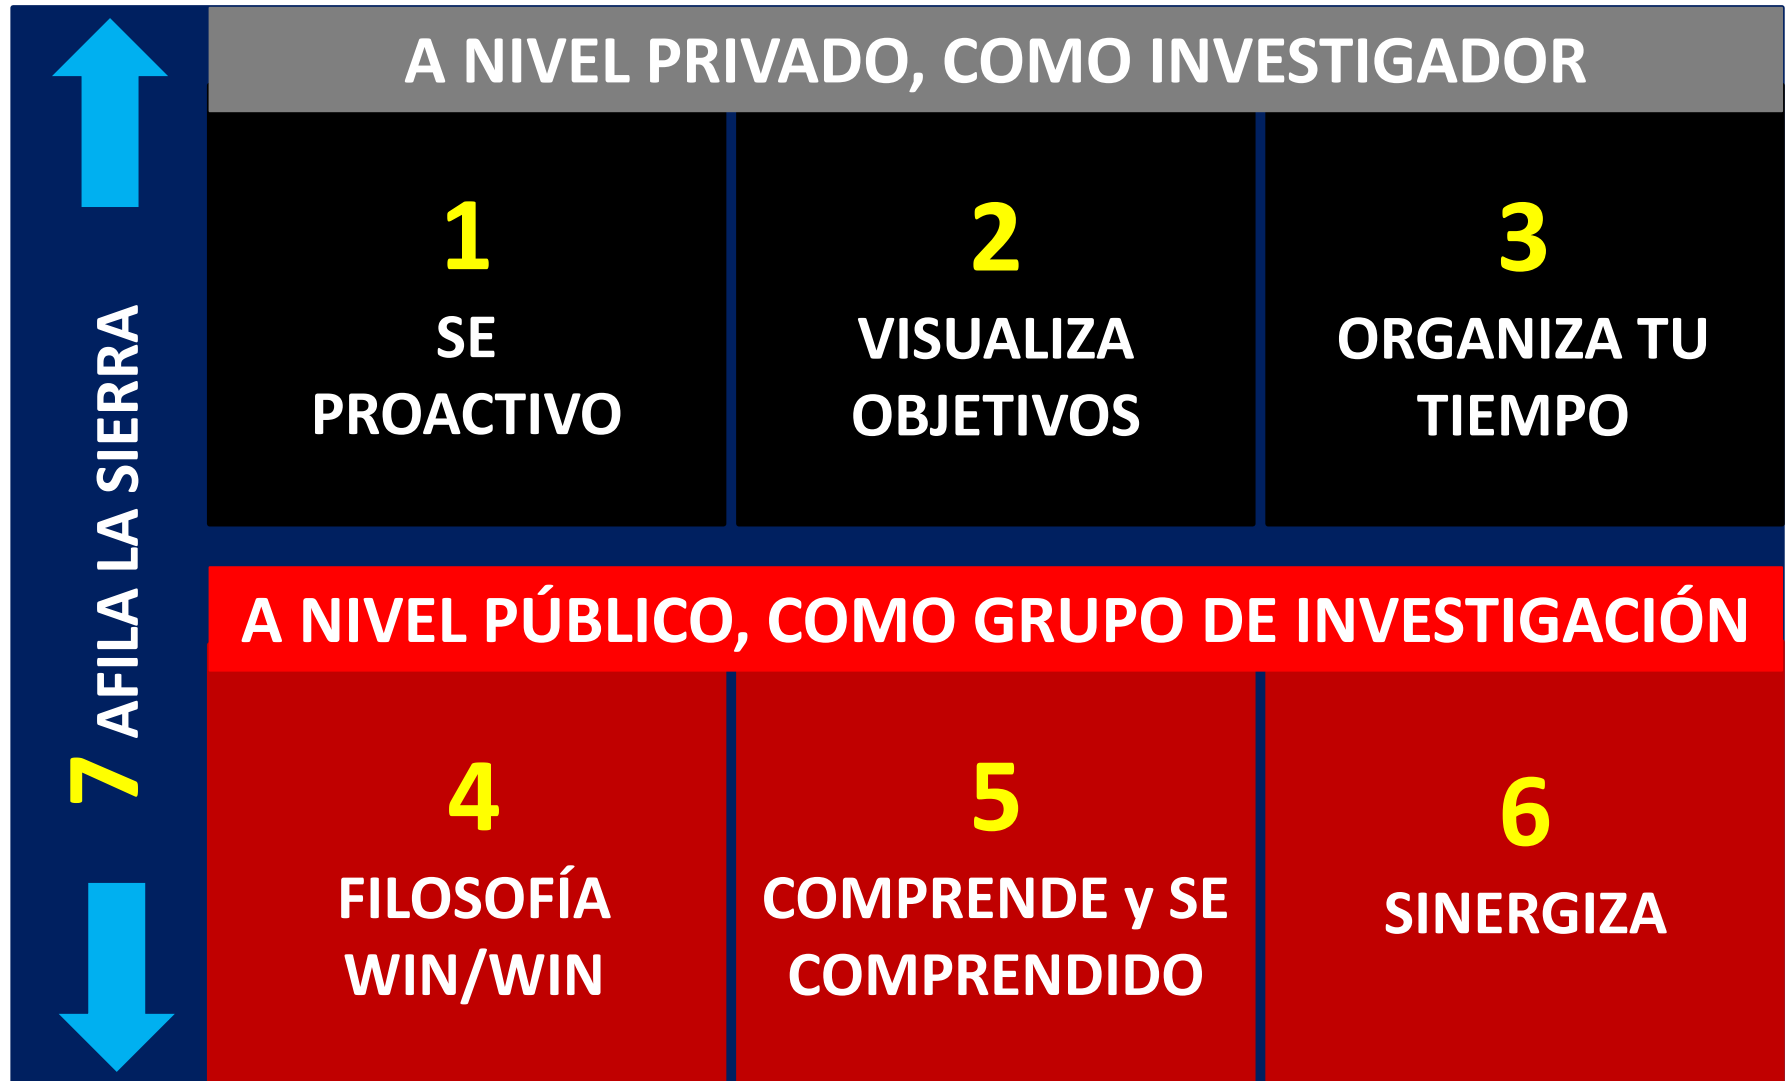 A NIVEL PRIVADO, COMO INVESTIGADOR
1
SE
PROACTIVO
2
VISUALIZA
OBJETIVOS
3
ORGANIZA TU
TIEMPO
7 AFILA LA SIERRA
A NIVEL PÚBLICO, COMO GRUPO DE INVESTIGACIÓN
4
FILOSOFÍA
WIN/WIN
5
COMPRENDE y SE
COMPRENDIDO
6
SINERGIZA